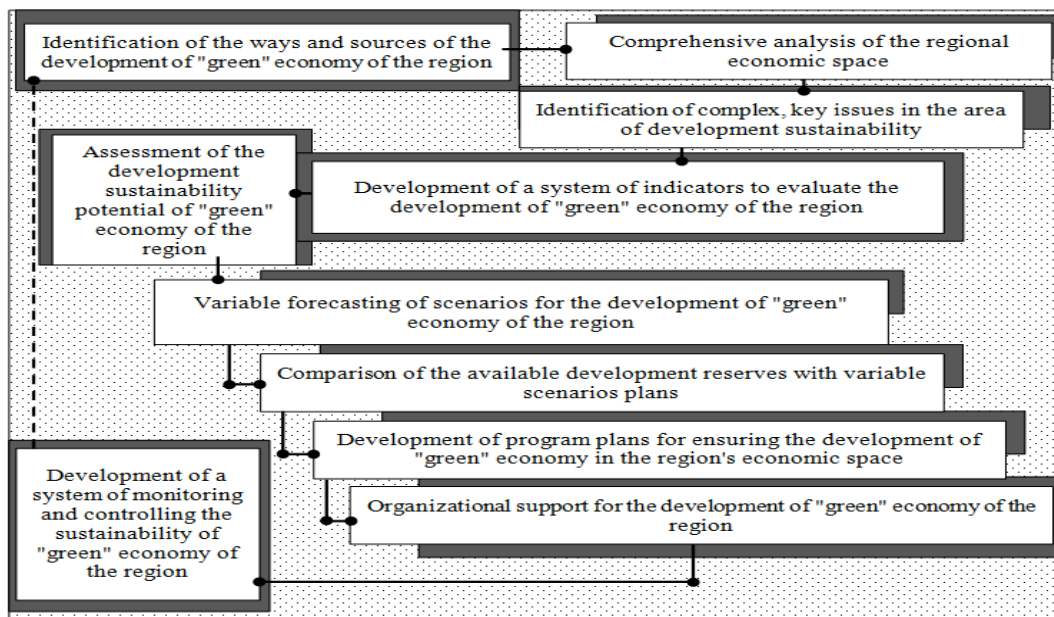 Identification of the ways and sources of the
development of "green" economy of the region
Comprehensive analysis of the regional
economic space
Identification of complex, key issues in the area
of development sustainability
Assessment of the
development
sustainability
potential of "green"
economy of the
region
Development of a system of indicators to evaluate the
development of "green" economy of the region
Variable forecasting of scenarios for the development of "green"
economy of the region
Comparison of the available development reserves with variable
scenarios plans
Development of program plans for ensuring the development of
"green" economy in the region's economic space
Organizational support for the development of "green" economy of the
region
Development of a
system of monitoring
and controlling the
sustainability of
"green" economy of
the region